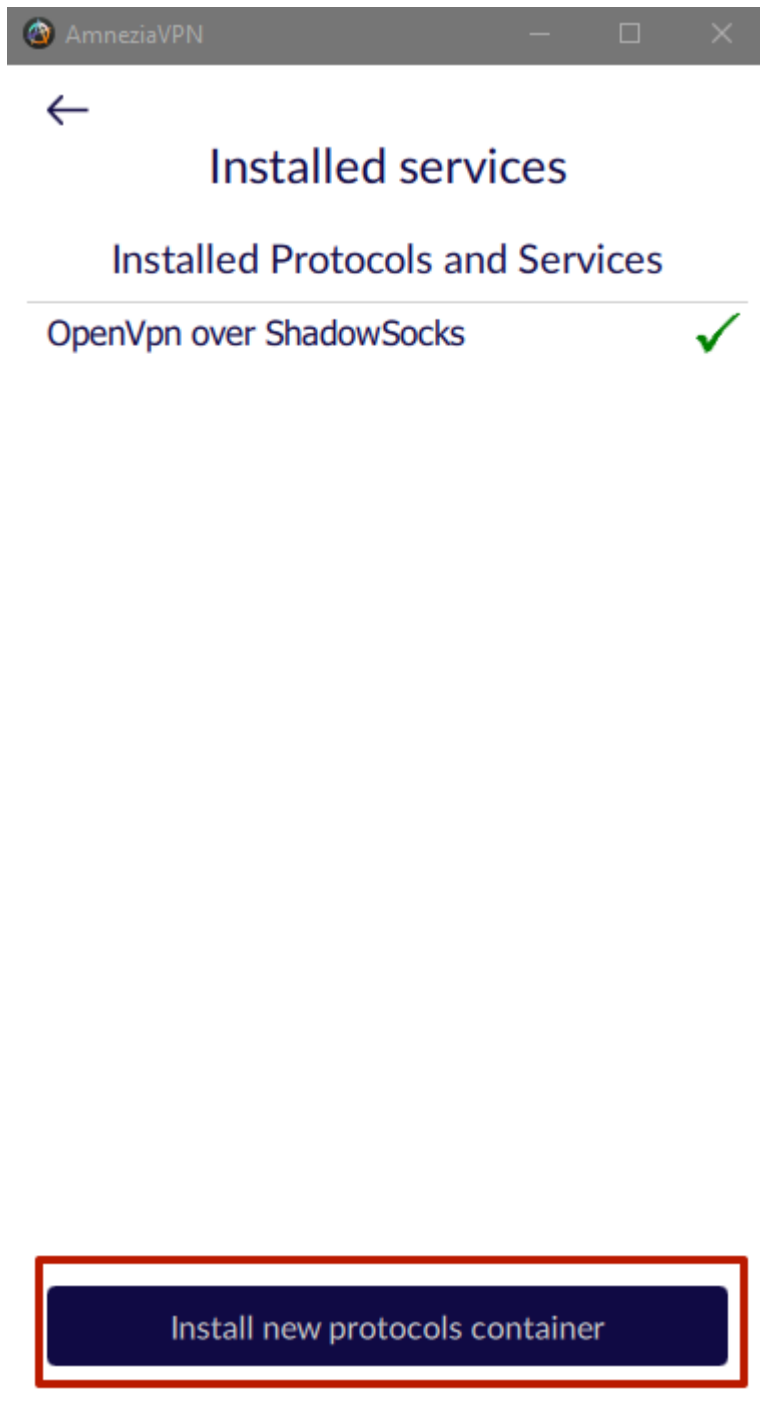 AmneziaVPN
Installed services
Installed Protocols and Services
OpenVpn over ShadowSocks
Install new protocols container